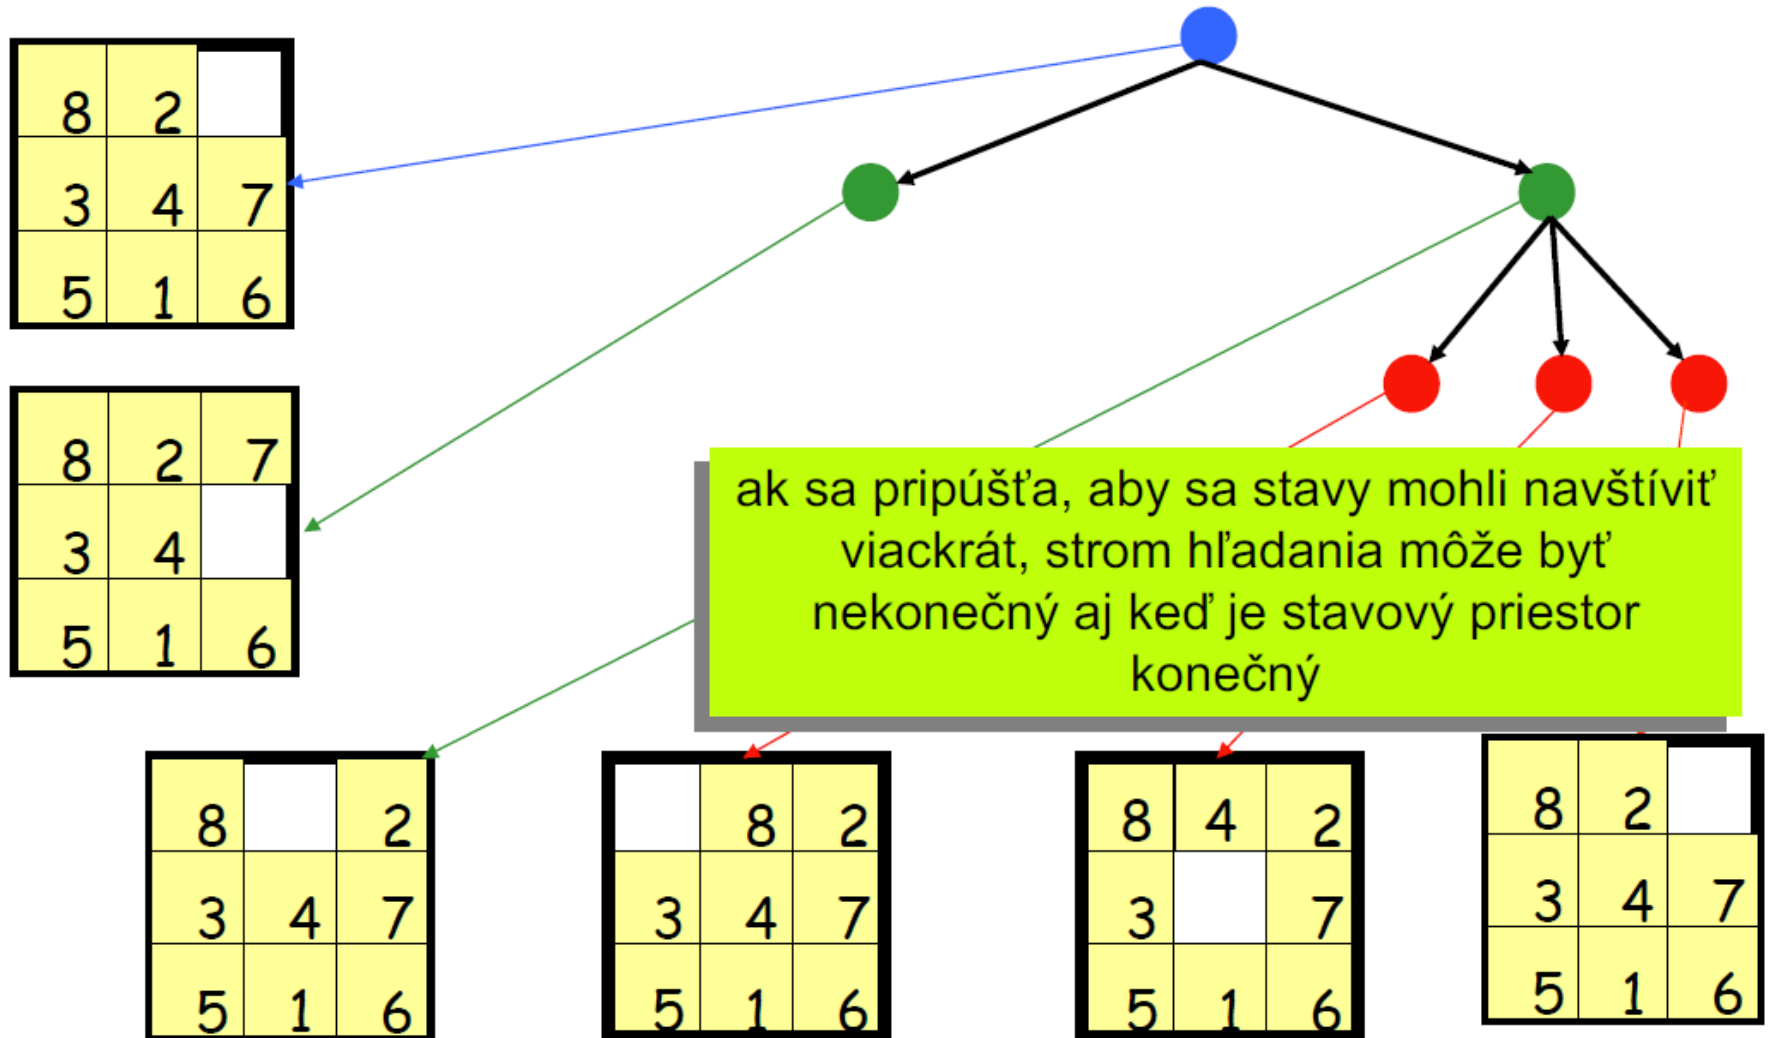 8 2
3 4 7
5 1 6
8 2 7
3 4
5 1 6
ak sa pripúšťa, aby sa stavy mohli navštíviť
viackrát, strom hľadania môže byť
nekonečný aj keď je stavový priestor
konečný
8 2
3 4 7
5 1 6
8 2
3 4 7
5 1 6
8 4 2
3 7
5 1 6
8 2
3 4 7
5 1 6